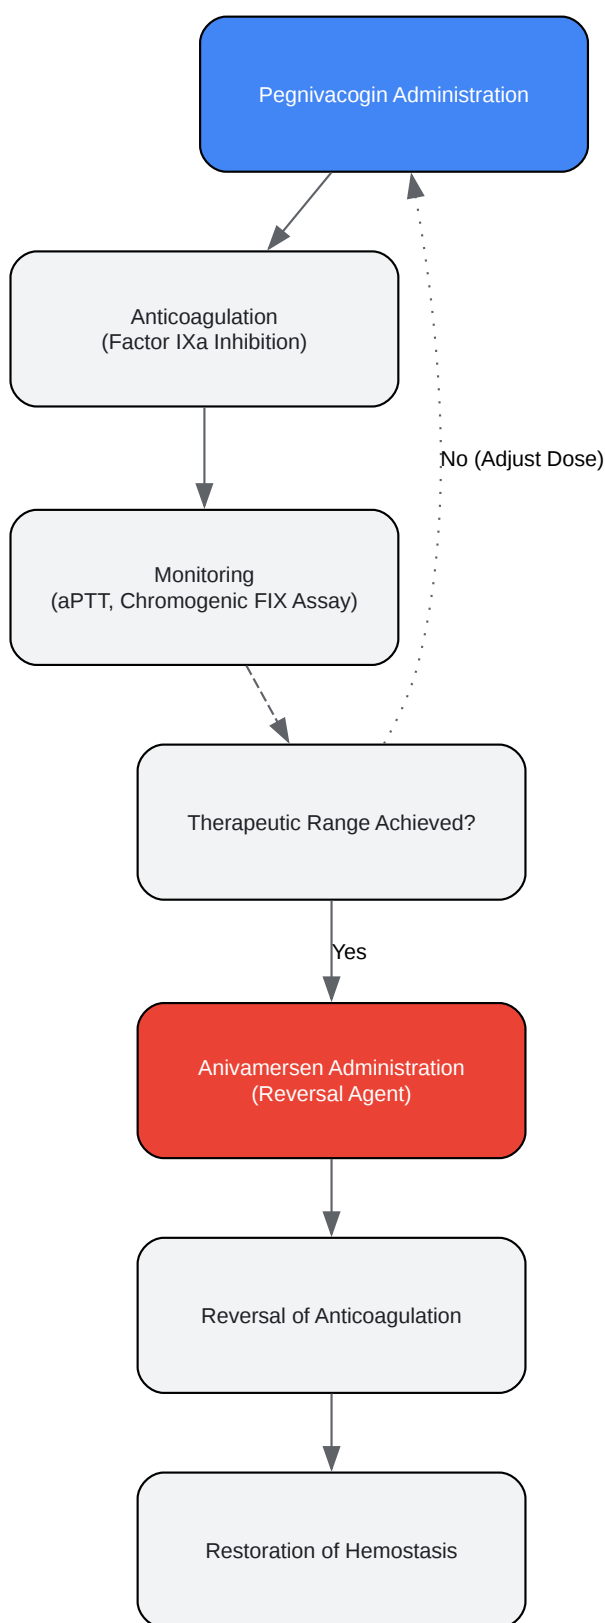 Pegnivacogin Administration
Anticoagulation
(Factor IXa Inhibition)
No (Adjust Dose)
Monitoring
(aPTT, Chromogenic FIX Assay)
Therapeutic Range Achieved?
Yes
Anivamersen Administration
(Reversal Agent)
Reversal of Anticoagulation
Restoration of Hemostasis